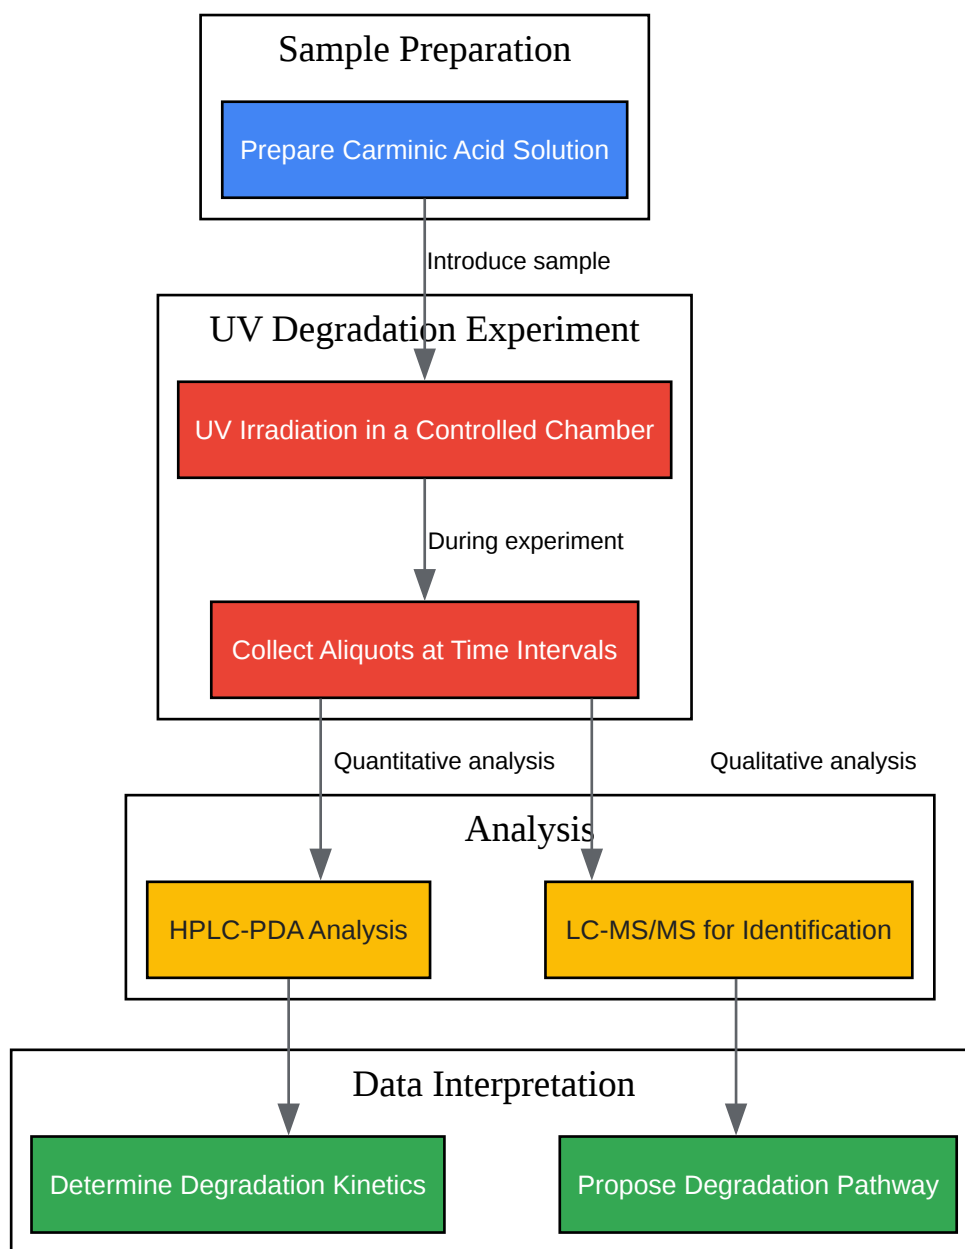 Sample Preparation
Prepare Carminic Acid Solution
Introduce sample
UV Degradation Experiment
UV Irradiation in a Controlled Chamber
During experiment
Collect Aliquots at Time Intervals
Quantitative analysis
Qualitative analysis
Analysis
HPLC-PDA Analysis
LC-MS/MS for Identification
Data Interpretation
Determine Degradation Kinetics
Propose Degradation Pathway